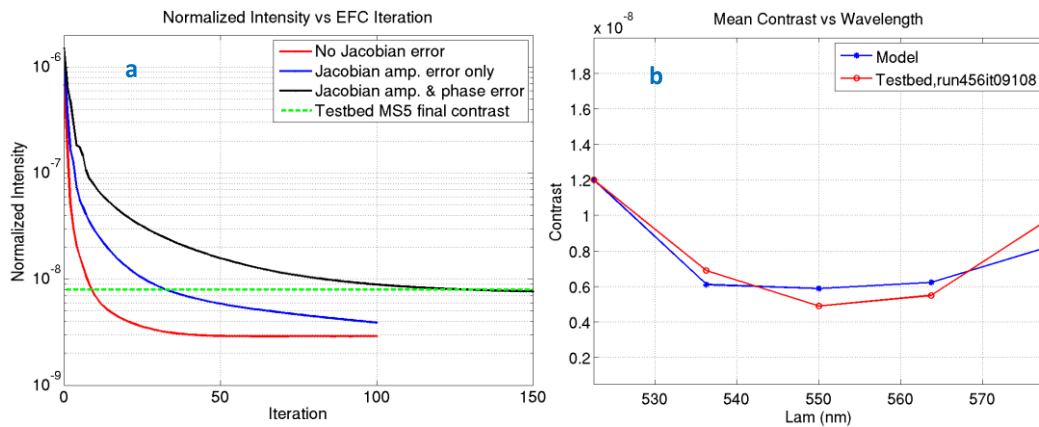 Normalized Intensity vs EFC Iteration
a
No Jacobian error
Jacobian amp. error only
Jacobian amp. & phase error
Testbed MS5 final contrast
Normalized Intensity
10^-6
10^-7
10^-8
10^-9
0
50
100
150
Iteration
Mean Contrast vs Wavelength
x 10^-8
b
Model
Testbed,run456it09108
Contrast
1.8
1.6
1.4
1.2
1
0.8
0.6
0.4
0.2
530
540
550
560
570
Lam (nm)